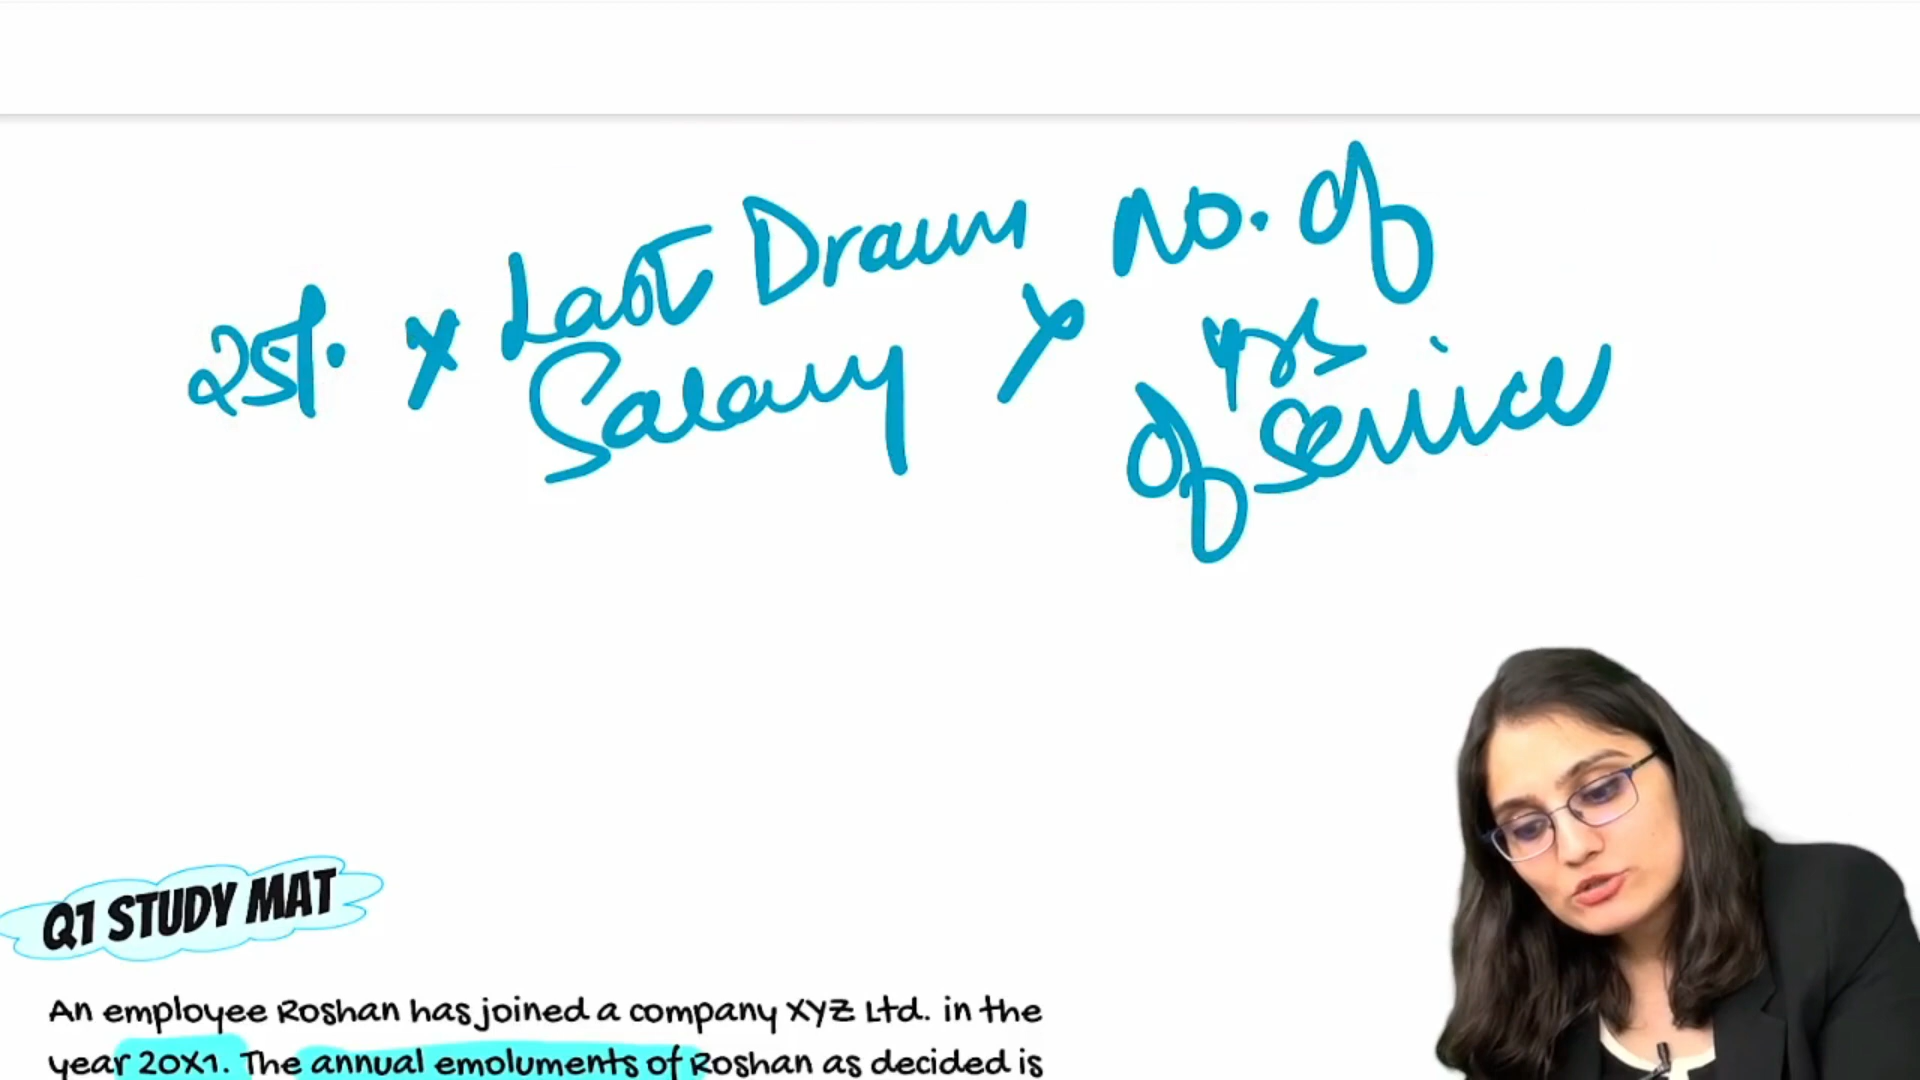 25% x Last Drawn x no. of
Salary yrs
of service
Q1 STUDY MAT
An employee Roshan has joined a company XYZ Ltd. in the
year 20X1. The annual emoluments of Roshan as decided is